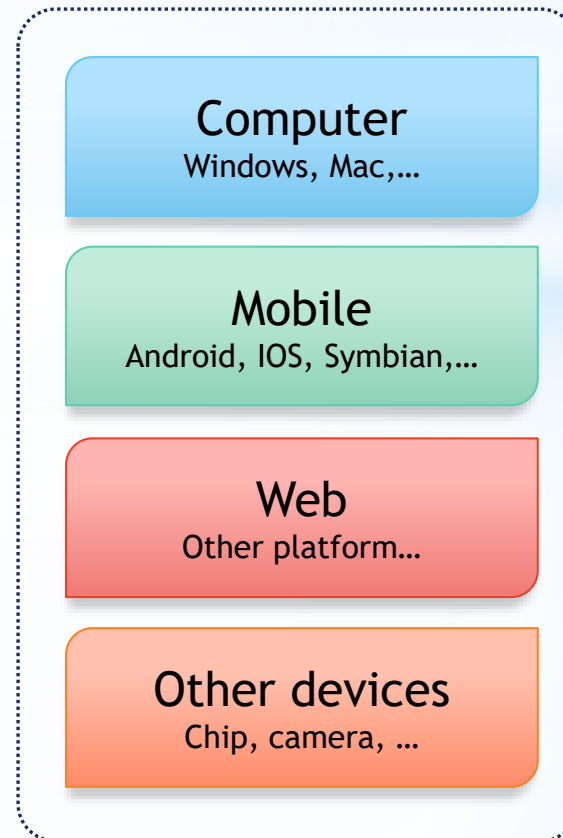 Computer
Windows, Mac,…
Mobile
Android, IOS, Symbian,…
Web
Other platform…
Other devices
Chip, camera, …